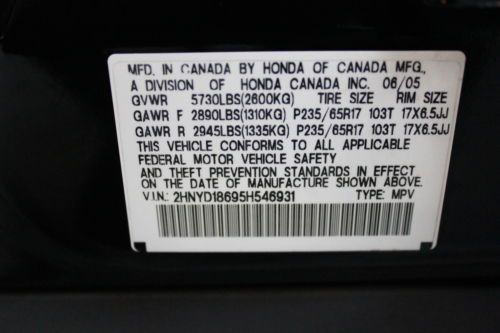 MFD. IN CANADA BY HONDA OF CANADA MFG.,
A DIVISION OF HONDA CANADA INC. 06/05
GVWR 5730LBS(2600KG) TIRE SIZE RIM SIZE
GAWR F 2890LBS(1310KG) P235/65R17 103T 17X6.5JJ
GAWR R 2945LBS(1335KG) P235/65R17 103T 17X6.5JJ
THIS VEHICLE CONFORMS TO ALL APPLICABLE
FEDERAL MOTOR VEHICLE SAFETY
AND THEFT PREVENTION STANDARDS IN EFFECT
ON THE DATE OF MANUFACTURE SHOWN ABOVE.
V.I.N.: 2HNYD18695H546931 TYPE: MPV